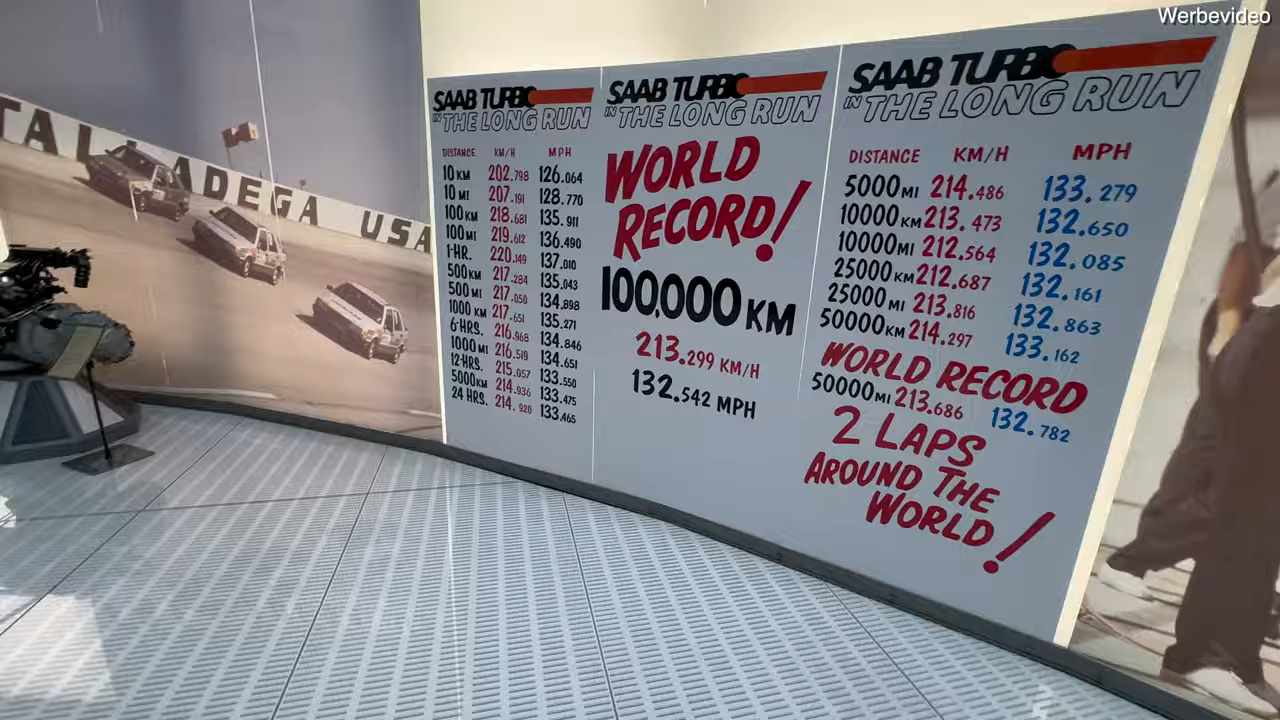 Werbevideo
TALLADEGA USA
SAAB TURBO
IN THE LONG RUN
DISTANCE KM/H MPH
10 KM 202.798 126.064
10 MI 207.191 128.770
100 KM 218.681 135.911
100 MI 219.612 136.490
1-HR. 220.149 137.010
500 KM 217.284 135.043
500 MI 217.050 134.898
1000 KM 217.651 135.271
6-HRS. 216.968 134.846
1000 MI 216.519 134.651
12 HRS. 215.057 133.550
5000 KM 214.936 133.475
24 HRS. 214.920 133.465
SAAB TURBO
IN THE LONG RUN
WORLD
RECORD!
100,000 KM
213.299 KM/H
132.542 MPH
SAAB TURBO
IN THE LONG RUN
DISTANCE KM/H MPH
5000 MI 214.486 133.279
10000 KM 213.473 132.650
10000 MI 212.564 132.085
25000 KM 212.687 132.161
25000 MI 213.816 132.863
50000 KM 214.297 133.162
WORLD RECORD
50000 MI 213.686 132.782
2 LAPS
AROUND THE
WORLD!